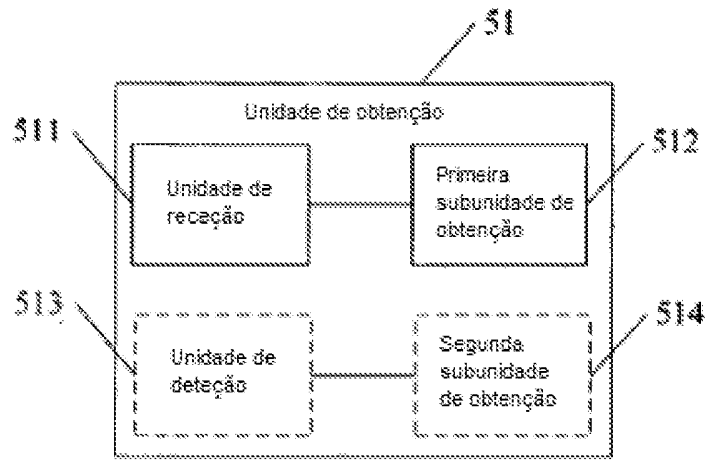 51
Unidade de obtenção
511
512
Unidade de
receção
Primeira
subunidade de
obtenção
513
514
Unidade de
deteção
Segunda
subunidade
de obtenção